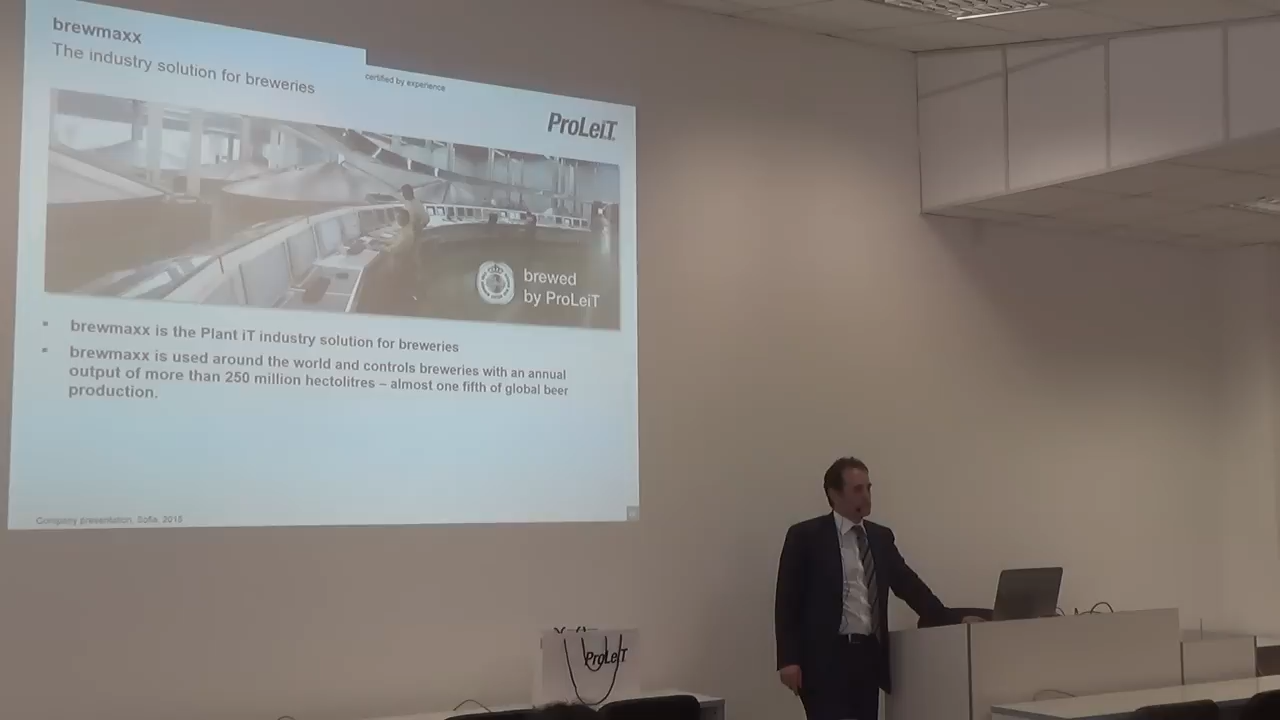 brewmaxx
The industry solution for breweries
certified by experience
ProLeiT
brewed
by ProLeiT
brewmaxx is the Plant iT industry solution for breweries
brewmaxx is used around the world and controls breweries with an annual
output of more than 250 million hectolitres – almost one fifth of global beer
production.
Company presentation, Sofia, 2015
ProLeiT